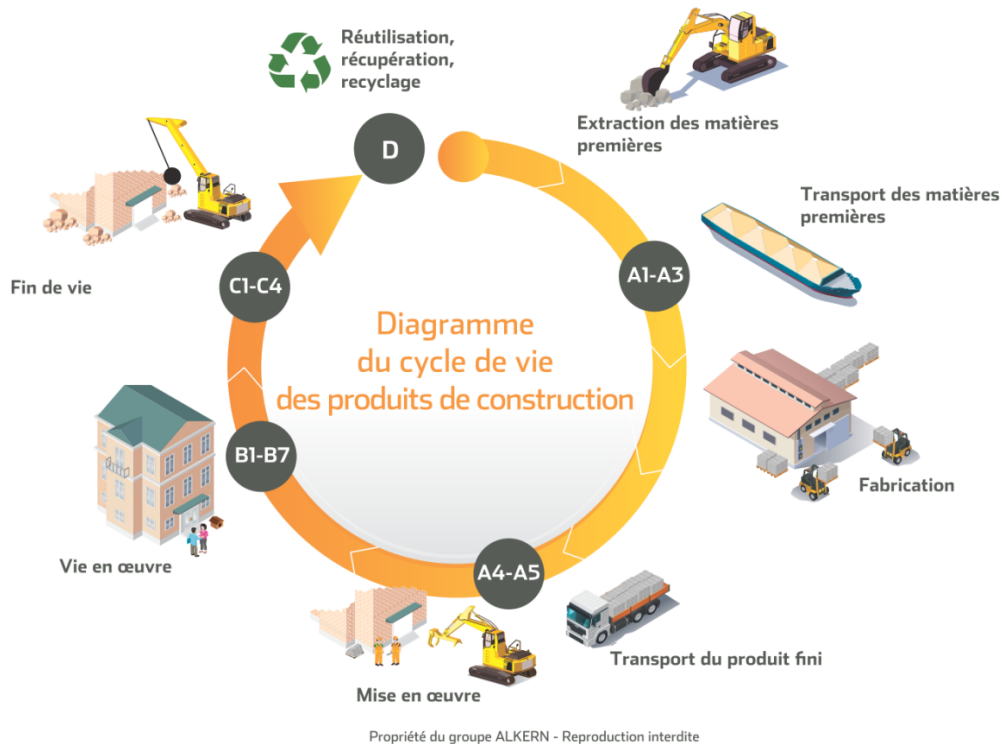 Réutilisation,
récupération,
recyclage
D
Extraction des matières
premières
Transport des matières
premières
A1-A3
Fin de vie
C1-C4
Diagramme
du cycle de vie
des produits de construction
B1-B7
Fabrication
Vie en œuvre
A4-A5
Transport du produit fini
Mise en œuvre
Propriété du groupe ALKERN - Reproduction interdite